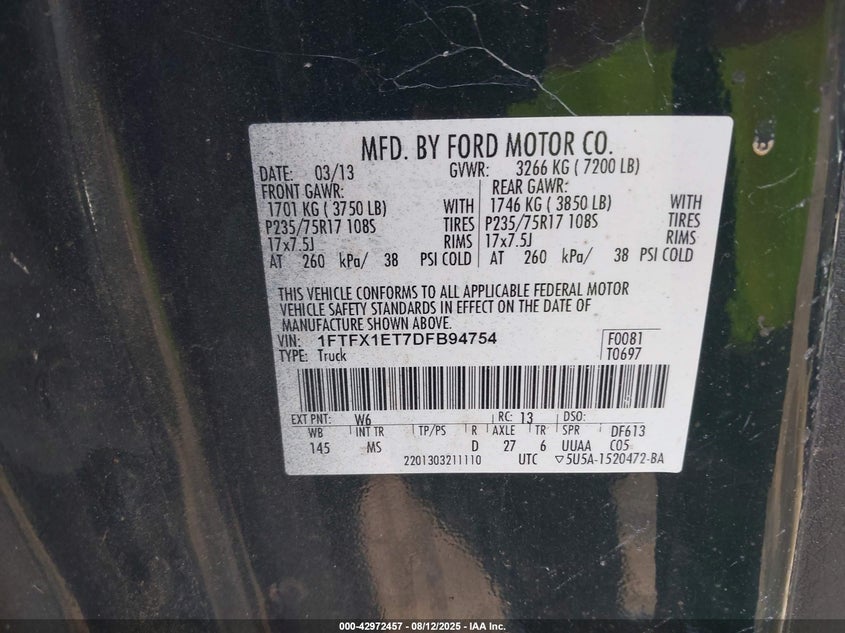 MFD. BY FORD MOTOR CO.
DATE: 03/13 GVWR: 3266 KG ( 7200 LB)
FRONT GAWR: REAR GAWR:
1701 KG ( 3750 LB) WITH 1746 KG ( 3850 LB) WITH
P235/75R17 108S TIRES P235/75R17 108S TIRES
17x7.5J RIMS 17x7.5J RIMS
AT 260 kPa/ 38 PSI COLD AT 260 kPa/ 38 PSI COLD
THIS VEHICLE CONFORMS TO ALL APPLICABLE FEDERAL MOTOR
VEHICLE SAFETY STANDARDS IN EFFECT ON THE DATE OF
MANUFACTURE SHOWN ABOVE.
VIN: 1FTFX1ET7DFB94754 F0081
TYPE: Truck T0697
EXT PNT: W6 RC: 13 DSO:
WB INT TR TP/PS R AXLE TR SPR DF613
145 MS D 27 6 UUAA C05
2201303211110 UTC ▽5U5A-1520472-BA
000-42972457 - 08/12/2025 - IAA Inc.